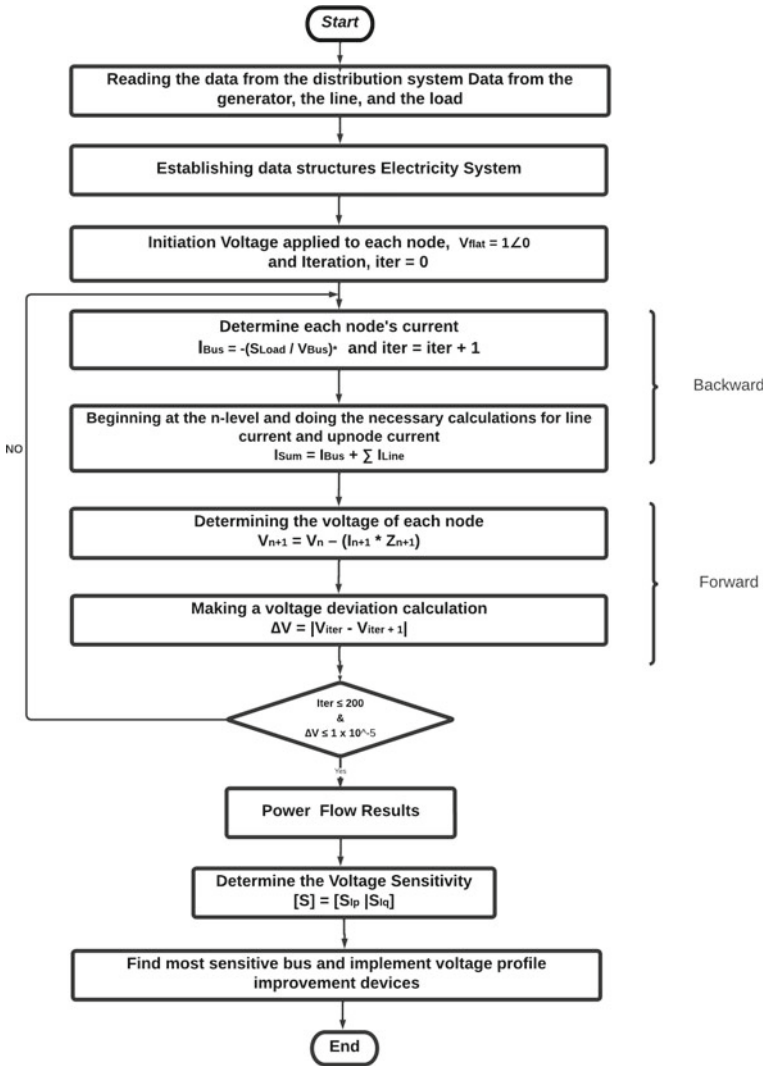 Start
Reading the data from the distribution system Data from the
generator, the line, and the load
Establishing data structures Electricity System
Initiation Voltage applied to each node, Vflat = 1∠0
and Iteration, iter = 0
Determine each node's current
IBus = -(SLoad / VBus)* and iter = iter + 1
Backward
Beginning at the n-level and doing the necessary calculations for line
current and upnode current
ISum = IBus + ∑ ILine
NO
Determining the voltage of each node
Vn+1 = Vn – (In+1 * Zn+1)
Forward
Making a voltage deviation calculation
ΔV = |Viter - Viter + 1|
Iter ≤ 200
&
ΔV ≤ 1 x 10^-5
Yes
Power Flow Results
Determine the Voltage Sensitivity
[S] = [Slp |Slq]
Find most sensitive bus and implement voltage profile
improvement devices
End